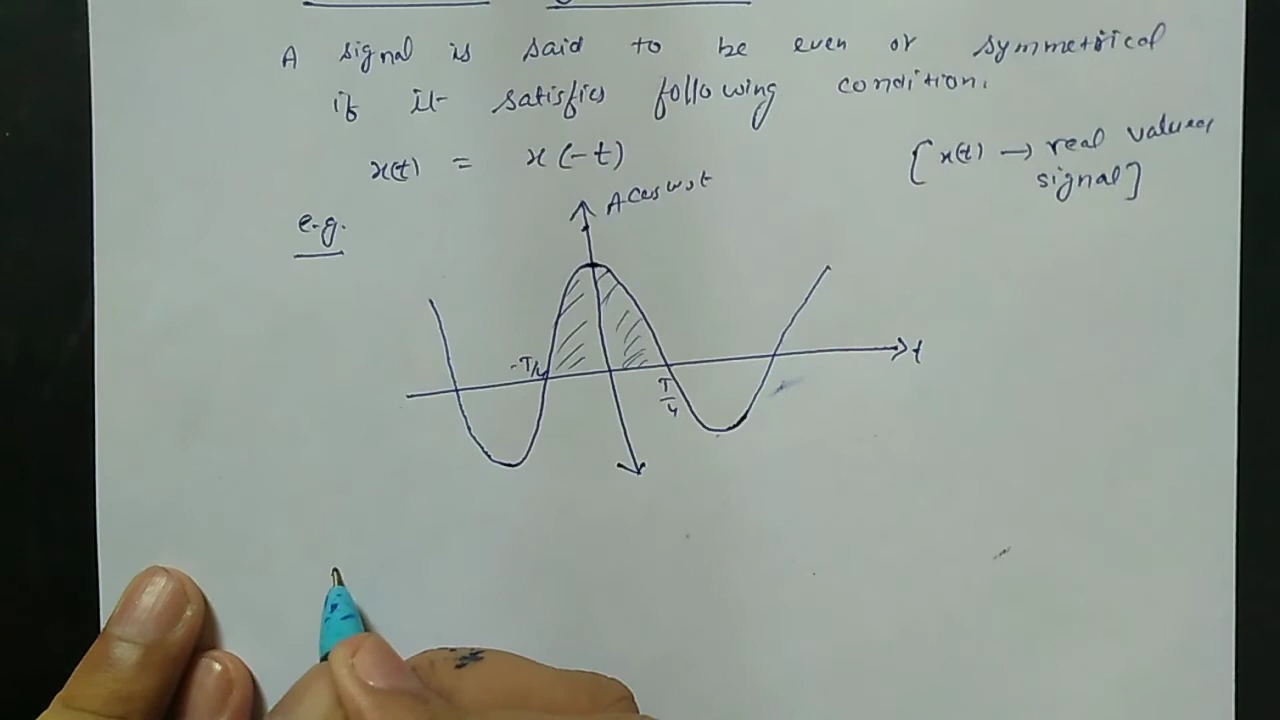 A signal is said to be even or symmetrical
if it satisfies following condition.
x(t) = x(-t)
[x(t) → real valued
signal]
e.g.
A cos ω₀t
-T/4
T/4
t